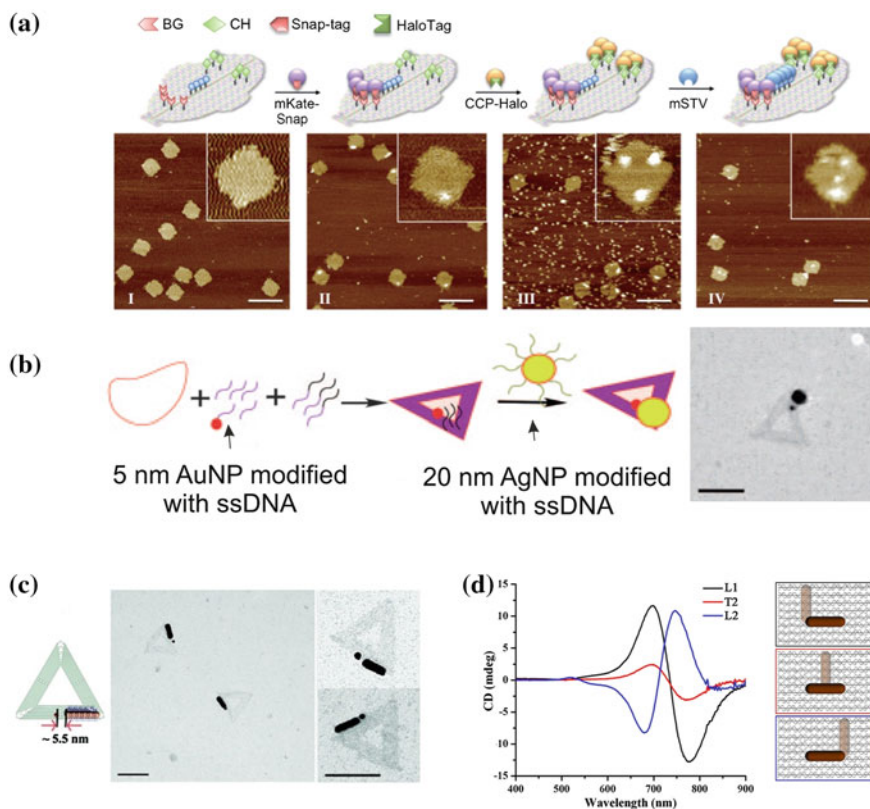 (a)
BG CH Snap-tag HaloTag
mKate-
Snap
CCP-Halo
mSTV
I
II
III
IV
(b)
5 nm AuNP modified
with ssDNA
20 nm AgNP modified
with ssDNA
(c)
~ 5.5 nm
(d)
CD (mdeg)
15
10
5
0
-5
-10
-15
400 500 600 700 800 900
Wavelength (nm)
L1
T2
L2